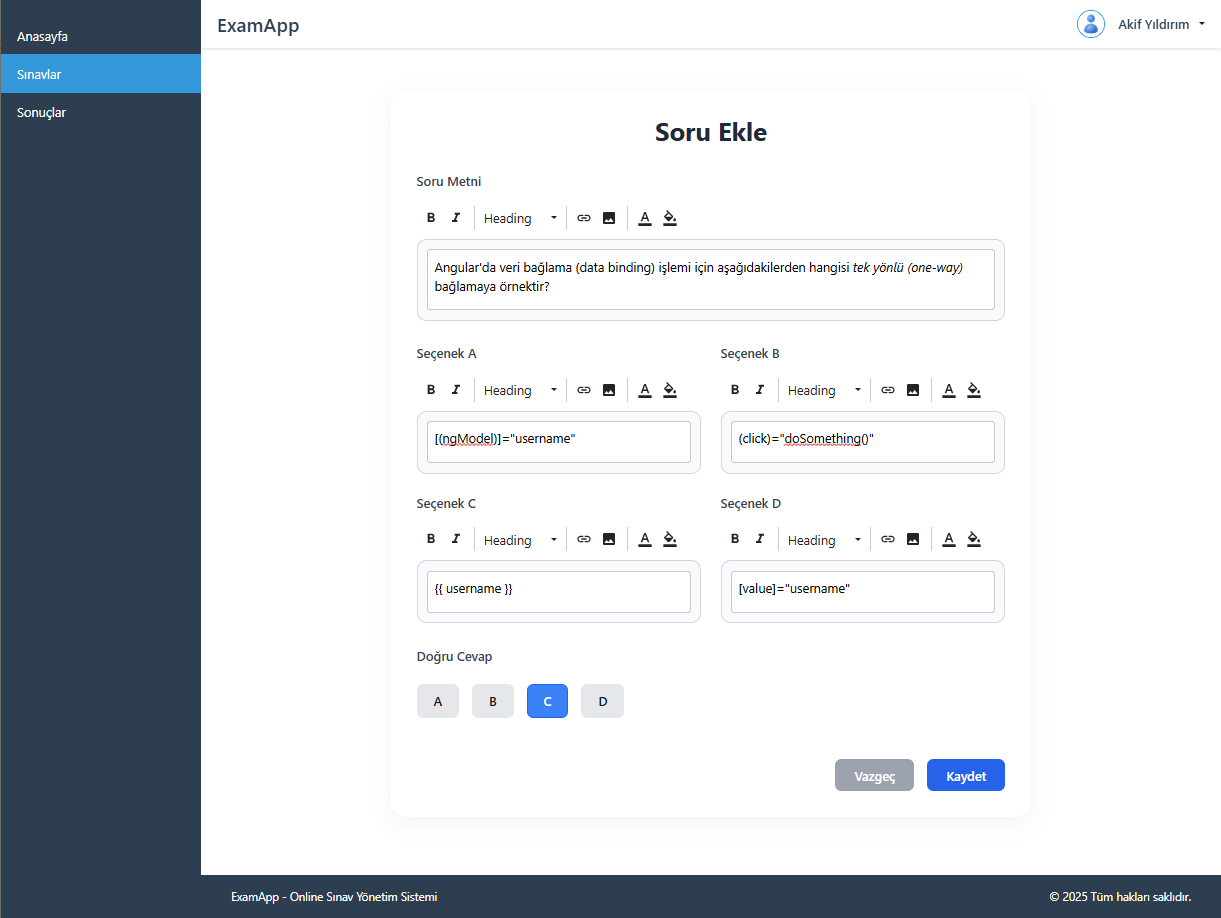 Anasayfa
Sınavlar
Sonuçlar
ExamApp
Akif Yıldırım
Soru Ekle
Soru Metni
B I Heading A
Angular'da veri bağlama (data binding) işlemi için aşağıdakilerden hangisi tek yönlü (one-way)
bağlamaya örnektir?
Seçenek A
B I Heading A
[(ngModel)]="username"
Seçenek B
B I Heading A
(click)="doSomething()"
Seçenek C
B I Heading A
{{ username }}
Seçenek D
B I Heading A
[value]="username"
Doğru Cevap
A B C D
Vazgeç Kaydet
ExamApp - Online Sınav Yönetim Sistemi
© 2025 Tüm hakları saklıdır.